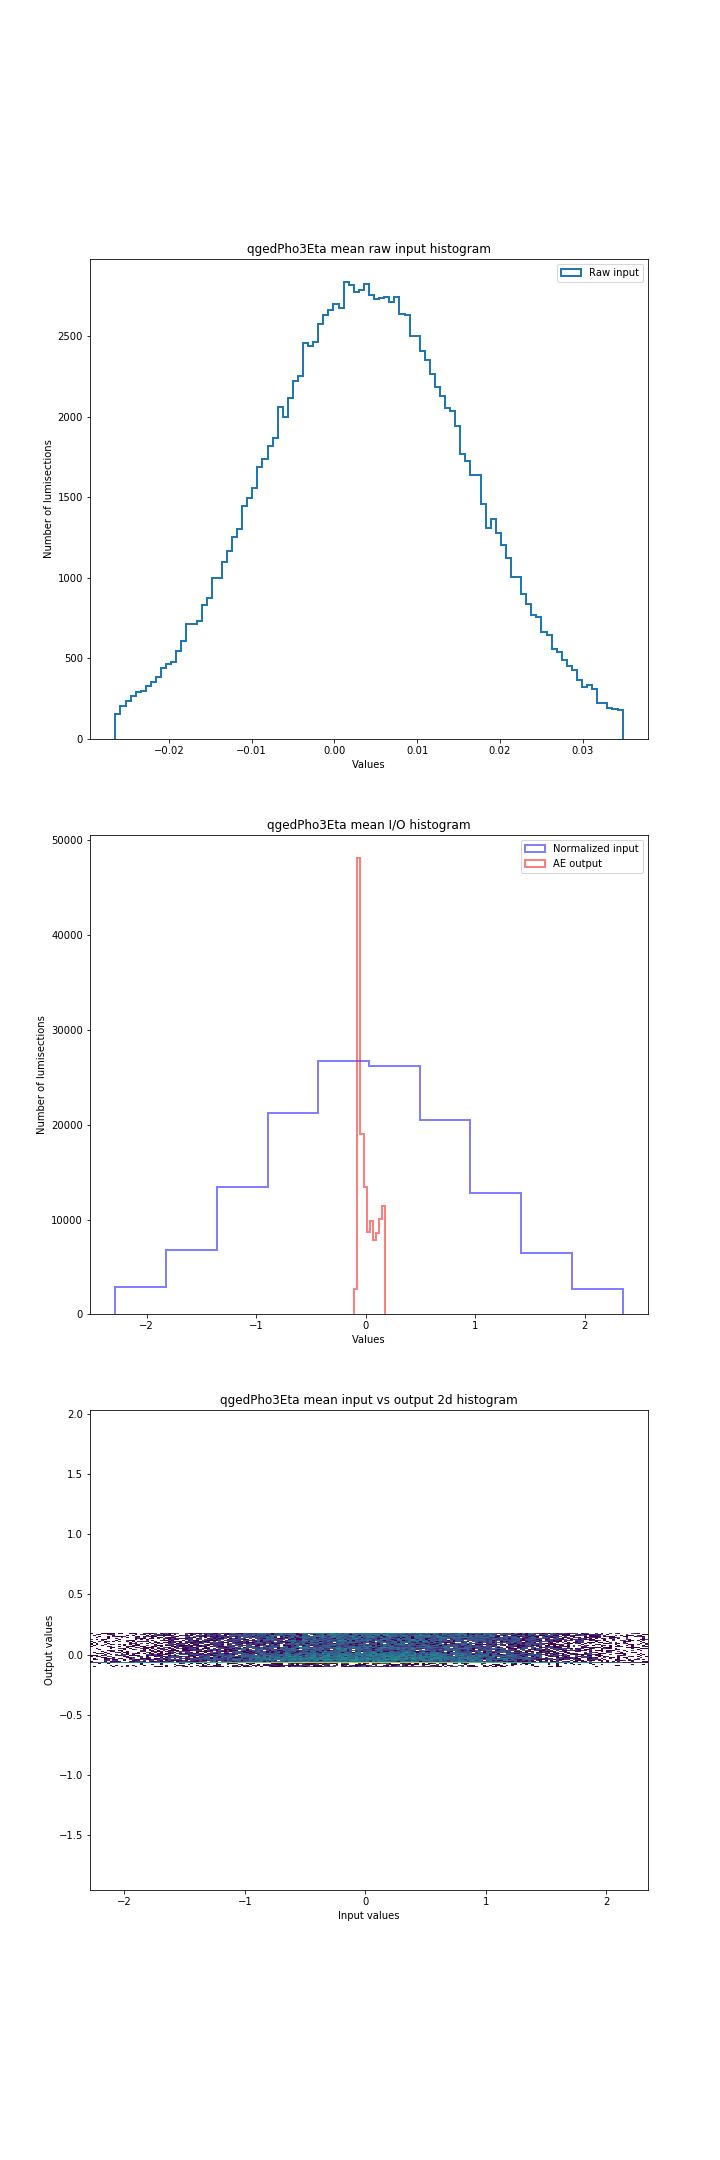 qgedPho3Eta mean raw input histogram
Raw input
2500
2000
1500
1000
500
0
Number of lumisections
−0.02 −0.01 0.00 0.01 0.02 0.03
Values
qgedPho3Eta mean I/O histogram
Normalized input
AE output
50000
40000
30000
20000
10000
0
Number of lumisections
−2 −1 0 1 2
Values
qgedPho3Eta mean input vs output 2d histogram
2.0
1.5
1.0
0.5
0.0
−0.5
−1.0
−1.5
Output values
−2 −1 0 1 2
Input values